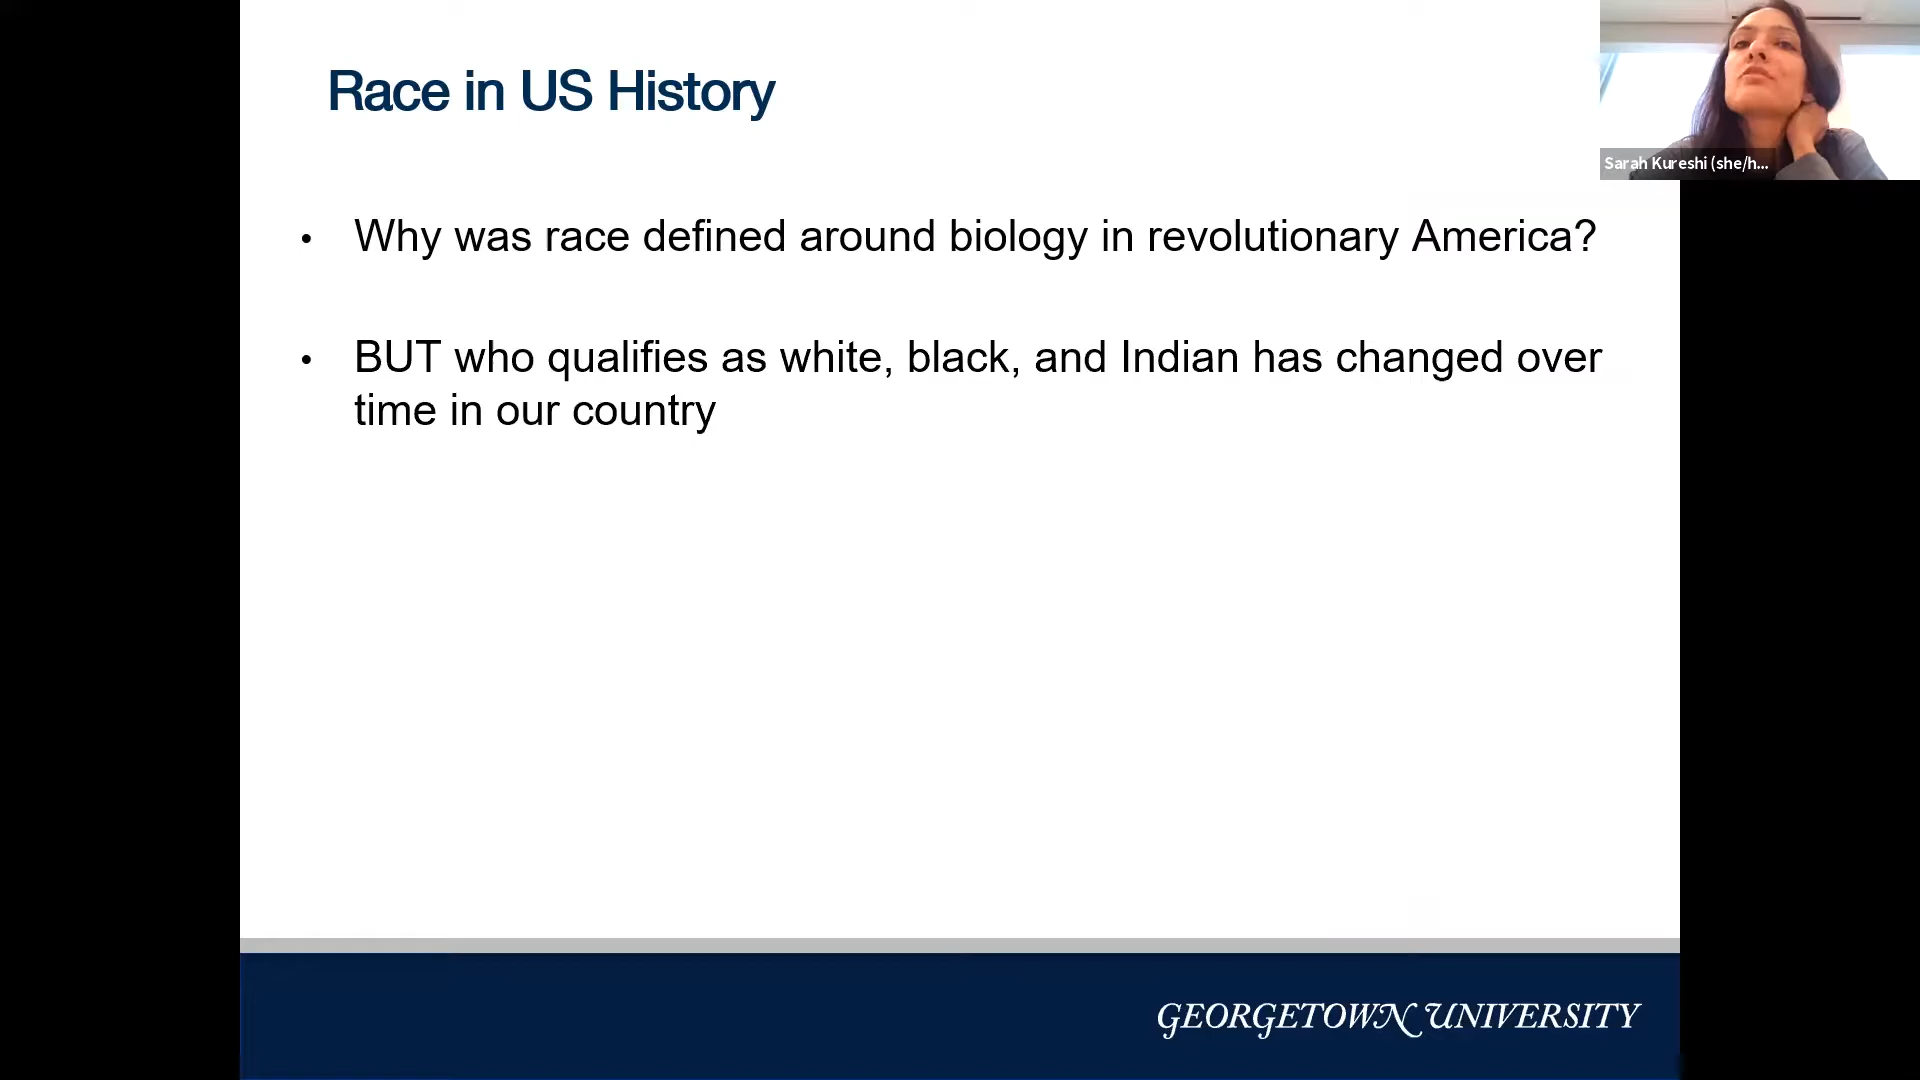 Race in US History
Sarah Kureshi (she/h...
• Why was race defined around biology in revolutionary America?
• BUT who qualifies as white, black, and Indian has changed over
time in our country
GEORGETOWN UNIVERSITY